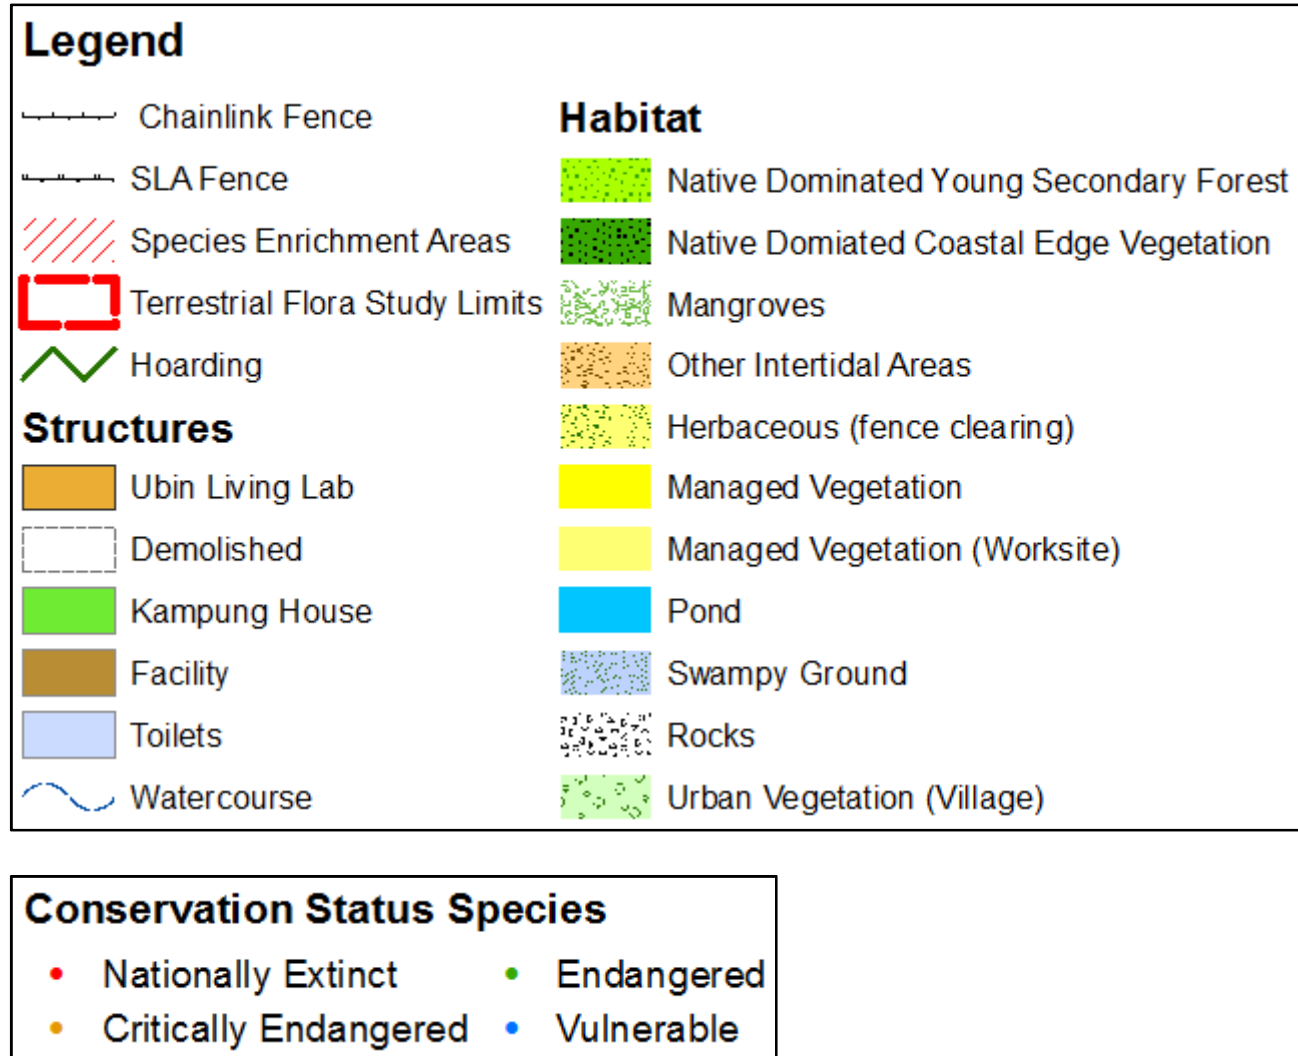 Legend
Chainlink Fence
SLA Fence
Species Enrichment Areas
Terrestrial Flora Study Limits
Hoarding
Structures
Ubin Living Lab
Demolished
Kampung House
Facility
Toilets
Watercourse
Habitat
Native Dominated Young Secondary Forest
Native Domiated Coastal Edge Vegetation
Mangroves
Other Intertidal Areas
Herbaceous (fence clearing)
Managed Vegetation
Managed Vegetation (Worksite)
Pond
Swampy Ground
Rocks
Urban Vegetation (Village)
Conservation Status Species
Nationally Extinct
Critically Endangered
Endangered
Vulnerable